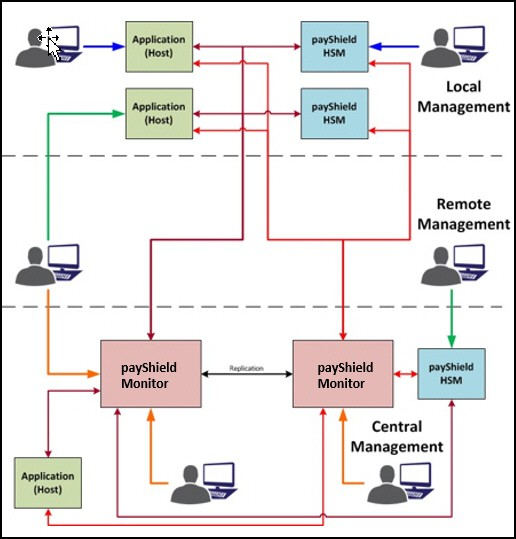 Application
(Host)
payShield
HSM
Local
Management
Application
(Host)
payShield
HSM
Remote
Management
payShield
Monitor
Replication
payShield
Monitor
payShield
HSM
Central
Management
Application
(Host)